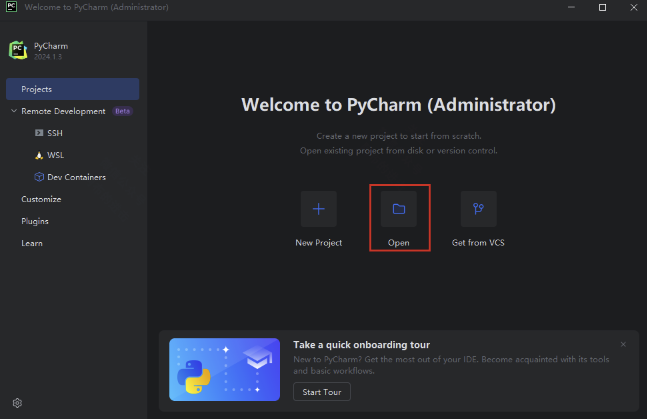 PC
Welcome to PyCharm (Administrator)
PC
PyCharm
2024.1.3
Projects
Remote Development Beta
SSH
WSL
Dev Containers
Customize
Plugins
Learn
Welcome to PyCharm (Administrator)
Create a new project to start from scratch.
Open existing project from disk or version control.
New Project
Open
Get from VCS
Take a quick onboarding tour
New to PyCharm? Get the most out of your IDE. Become acquainted with its tools
and basic workflows.
Start Tour